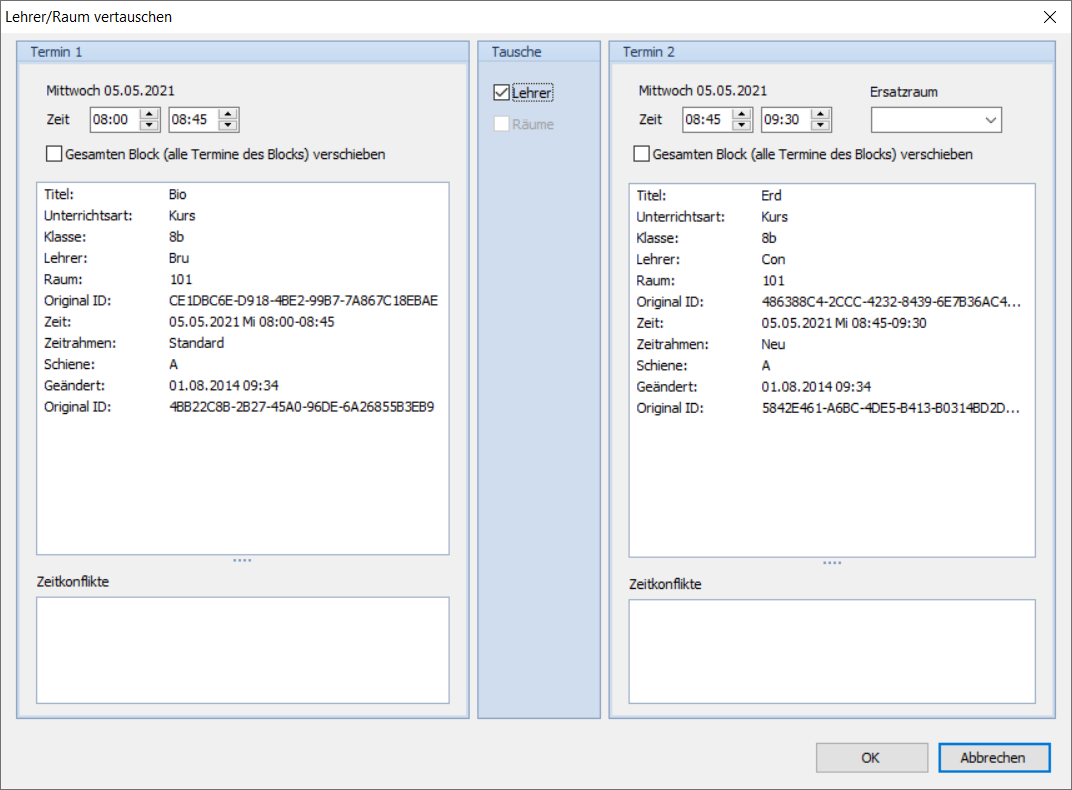 Lehrer/Raum vertauschen
Termin 1
Mittwoch 05.05.2021
Zeit 08:00 08:45
Gesamten Block (alle Termine des Blocks) verschieben
Titel: Bio
Unterrichtsart: Kurs
Klasse: 8b
Lehrer: Bru
Raum: 101
Original ID: CE1DBC6E-D918-4BE2-99B7-7A867C18EBAE
Zeit: 05.05.2021 Mi 08:00-08:45
Zeitrahmen: Standard
Schiene: A
Geändert: 01.08.2014 09:34
Original ID: 4BB22C8B-2B27-45A0-96DE-6A26855B3EB9
Zeitkonflikte
Tausche
Lehrer
Räume
Termin 2
Mittwoch 05.05.2021 Ersatzraum
Zeit 08:45 09:30
Gesamten Block (alle Termine des Blocks) verschieben
Titel: Erd
Unterrichtsart: Kurs
Klasse: 8b
Lehrer: Con
Raum: 101
Original ID: 486388C4-2CCC-4232-8439-6E7B36AC4...
Zeit: 05.05.2021 Mi 08:45-09:30
Zeitrahmen: Neu
Schiene: A
Geändert: 01.08.2014 09:34
Original ID: 5842E461-A6BC-4DE5-B413-B0314BD2D...
Zeitkonflikte
OK Abbrechen